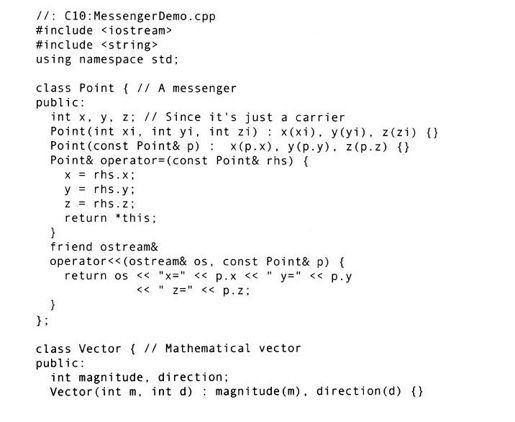 //: C10:MessengerDemo.cpp
#include <iostream>
#include <string>
using namespace std;

class Point { // A messenger
public:
  int x, y, z; // Since it's just a carrier
  Point(int xi, int yi, int zi) : x(xi), y(yi), z(zi) {}
  Point(const Point& p) :  x(p.x), y(p.y), z(p.z) {}
  Point& operator=(const Point& rhs) {
    x = rhs.x;
    y = rhs.y;
    z = rhs.z;
    return *this;
  }
  friend ostream&
  operator<<(ostream& os, const Point& p) {
    return os << "x=" << p.x << " y=" << p.y
              << " z=" << p.z;
  }
};

class Vector { // Mathematical vector
public:
  int magnitude, direction;
  Vector(int m, int d) : magnitude(m), direction(d) {}